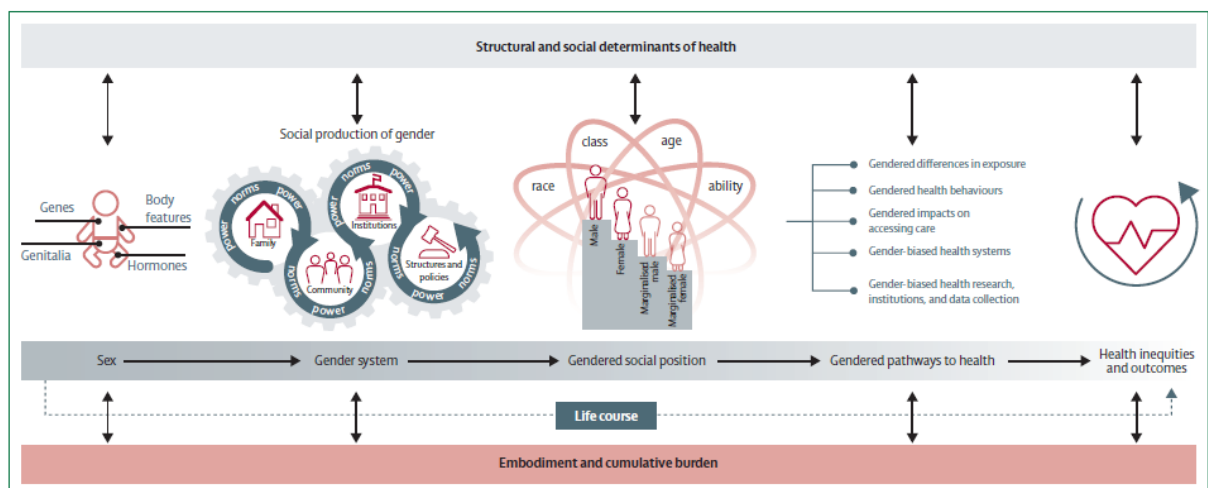 Structural and social determinants of health
Social production of gender
Genes
Body
features
Genitalia
Hormones
power
norms
power
Family
norms
power
norms
Community
power
norms
power
Institutions
norms
power
norms
Structures and
policies
race
class
age
ability
Male
Female
Marginalised
male
Marginalised
female
Gendered differences in exposure
Gendered health behaviours
Gendered impacts on
accessing care
Gender-biased health systems
Gender-biased health research,
institutions, and data collection
Sex
Gender system
Gendered social position
Gendered pathways to health
Health inequities
and outcomes
Life course
Embodiment and cumulative burden